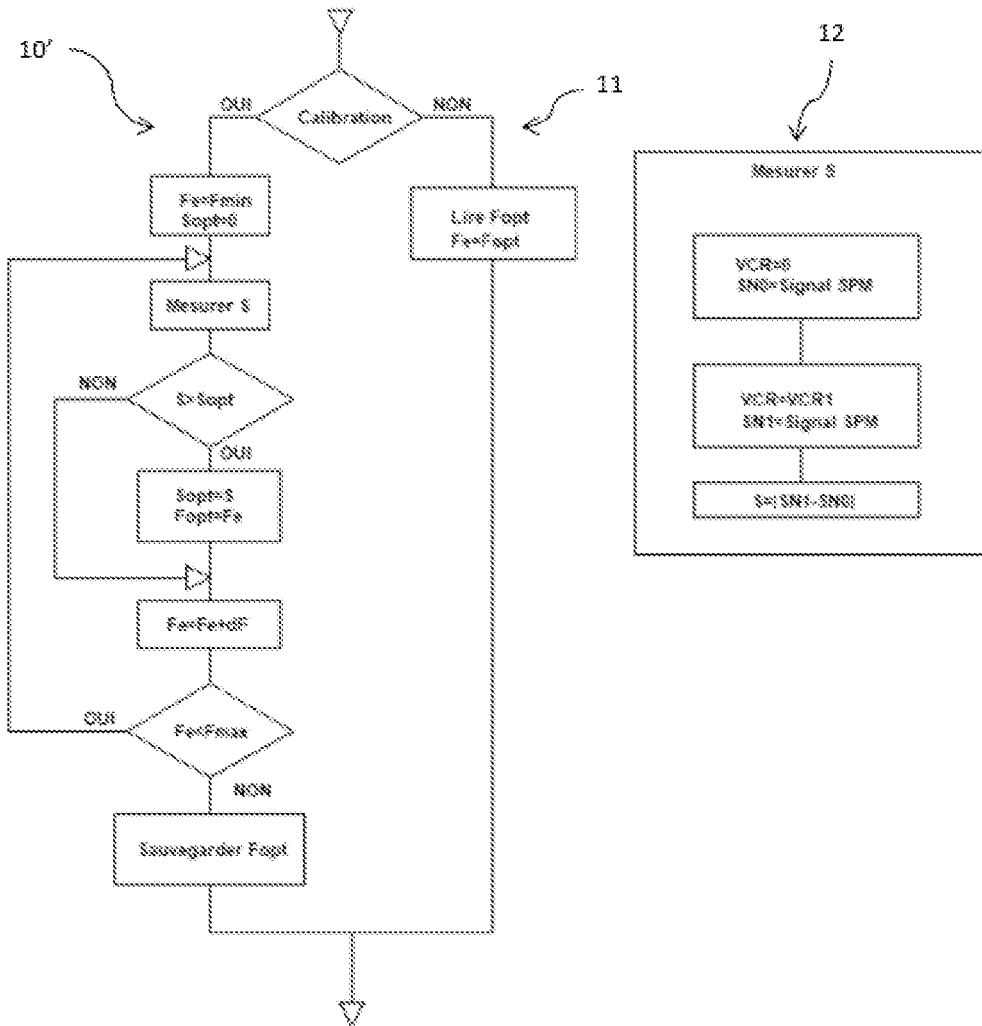 10'
OUI
Calibration
NON
11
Fe=Fmin
Sopt=0
Lire Fopt
Fe=Fopt
Mesurer S
NON
S>Sopt
OUI
Sopt=S
Fopt=Fe
Fe=Fe+dF
OUI
Fe<Fmax
NON
Sauvegarder Fopt
12
Mesurer S
VCR=0
SN0=Signal SPM
VCR=VCR1
SN1=Signal SPM
S=|SN1-SN0|